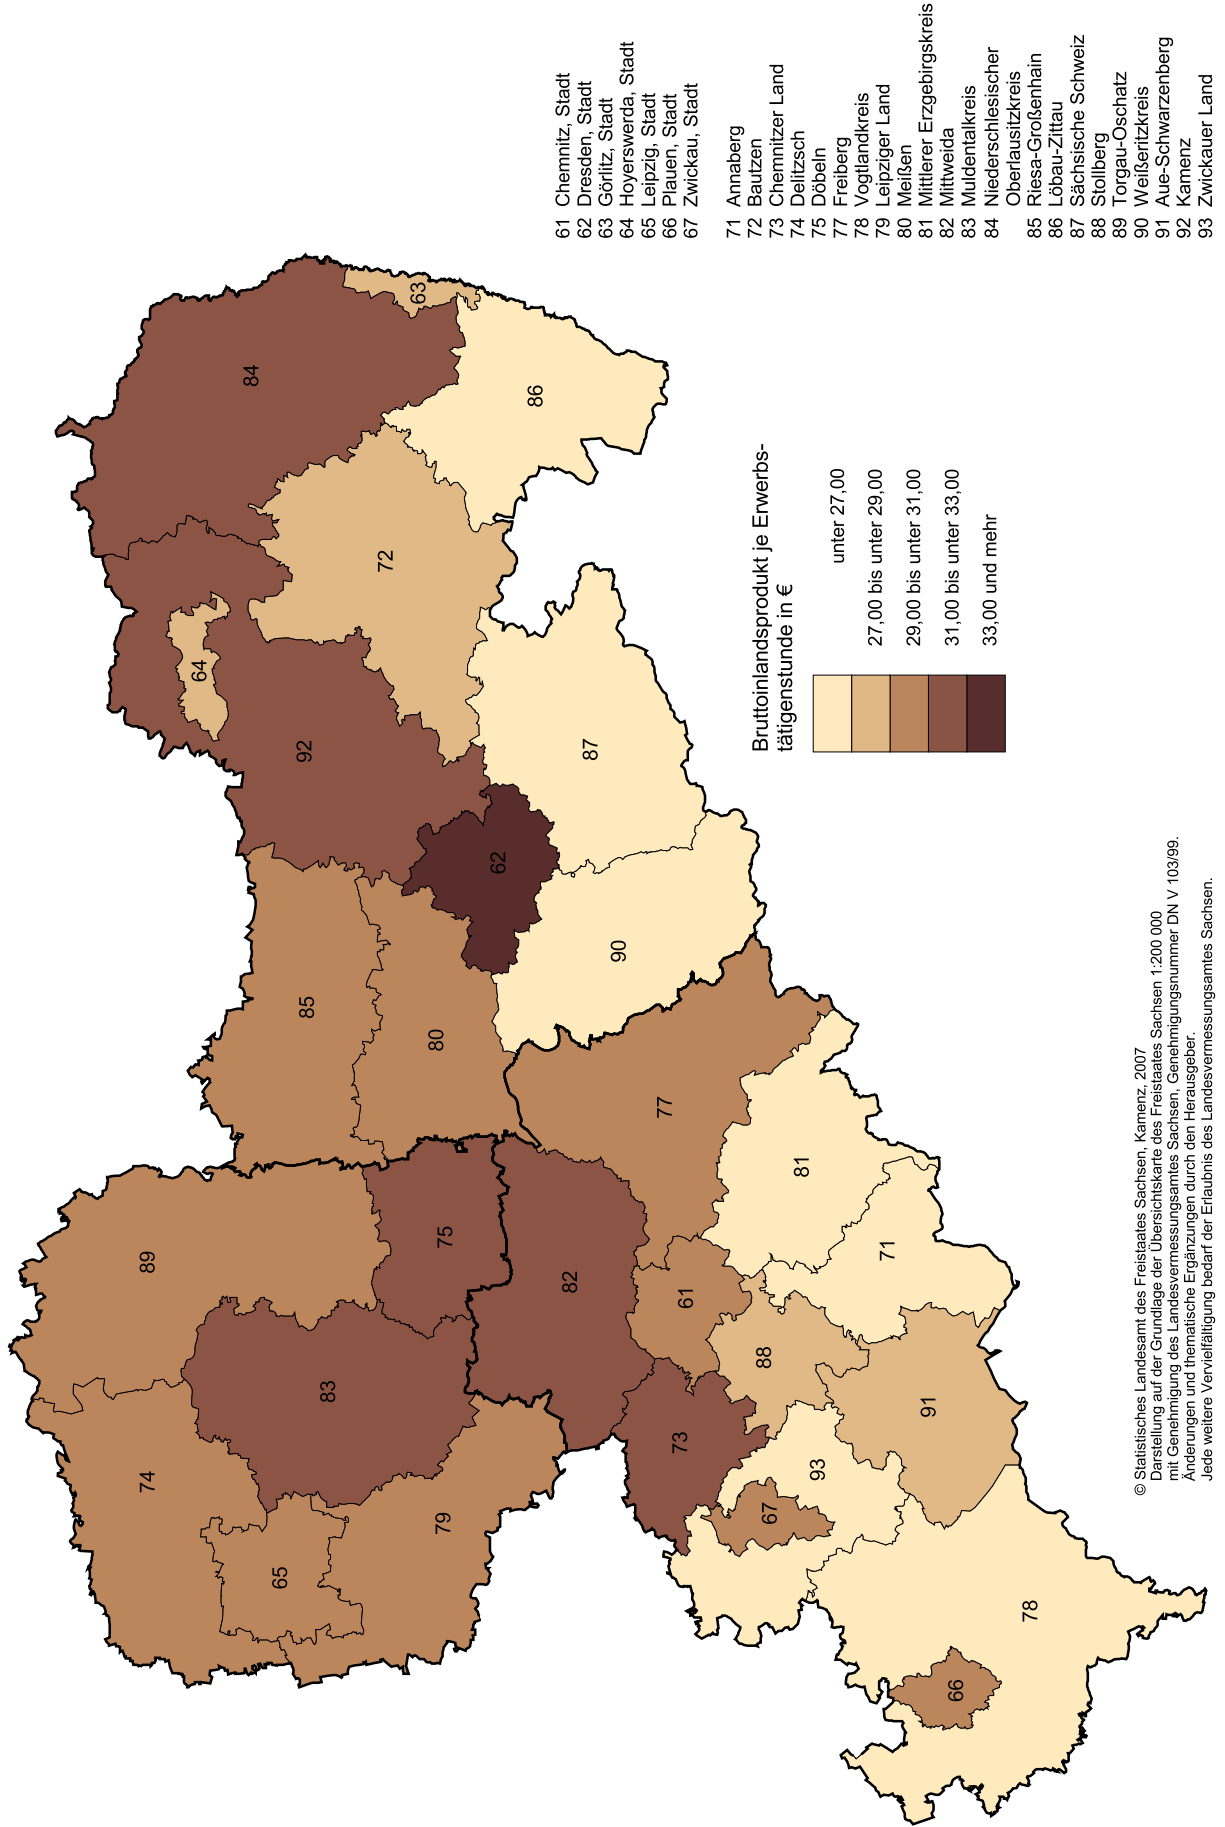 61 Chemnitz, Stadt
62 Dresden, Stadt
63 Görlitz, Stadt
64 Hoyerswerda, Stadt
65 Leipzig, Stadt
66 Plauen, Stadt
67 Zwickau, Stadt
71 Annaberg
72 Bautzen
73 Chemnitzer Land
74 Delitzsch
75 Döbeln
77 Freiberg
78 Vogtlandkreis
79 Leipziger Land
80 Meißen
81 Mittlerer Erzgebirgskreis
82 Mittweida
83 Muldentalkreis
84 Niederschlesischer
Oberlausitzkreis
85 Riesa-Großenhain
86 Löbau-Zittau
87 Sächsische Schweiz
88 Stollberg
89 Torgau-Oschatz
90 Weißeritzkreis
91 Aue-Schwarzenberg
92 Kamenz
93 Zwickauer Land
Bruttoinlandsprodukt je Erwerbs-
tätigenstunde in €
unter 27,00
27,00 bis unter 29,00
29,00 bis unter 31,00
31,00 bis unter 33,00
33,00 und mehr
84
63
86
72
64
92
87
62
90
85
80
77
81
89
75
82
71
61
83
88
91
74
73
93
79
67
65
78
66
© Statistisches Landesamt des Freistaates Sachsen, Kamenz, 2007
Darstellung auf der Grundlage der Übersichtskarte des Freistaates Sachsen 1:200 000
mit Genehmigung des Landesvermessungsamtes Sachsen, Genehmigungsnummer DN V 103/99.
Änderungen und thematische Ergänzungen durch den Herausgeber.
Jede weitere Vervielfältigung bedarf der Erlaubnis des Landesvermessungsamtes Sachsen.